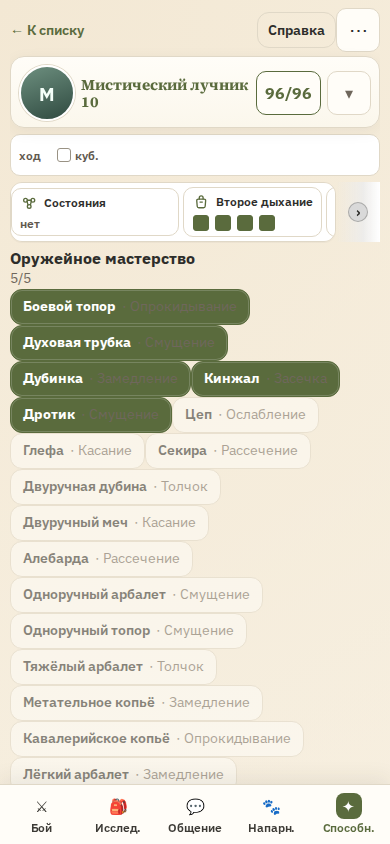 ← К списку
Справка
···
М
Мистический лучник
10
96/96
▼
ход
куб.
Состояния
нет
Второе дыхание
›
Оружейное мастерство
5/5
Боевой топор · Опрокидывание
Духовая трубка · Смущение
Дубинка · Замедление
Кинжал · Засечка
Дротик · Смущение
Цеп · Ослабление
Глефа · Касание
Секира · Рассечение
Двуручная дубина · Толчок
Двуручный меч · Касание
Алебарда · Рассечение
Одноручный арбалет · Смущение
Одноручный топор · Смущение
Тяжёлый арбалет · Толчок
Метательное копьё · Замедление
Кавалерийское копьё · Опрокидывание
Лёгкий арбалет · Замедление
Бой
Исслед.
Общение
Напарн.
Способн.